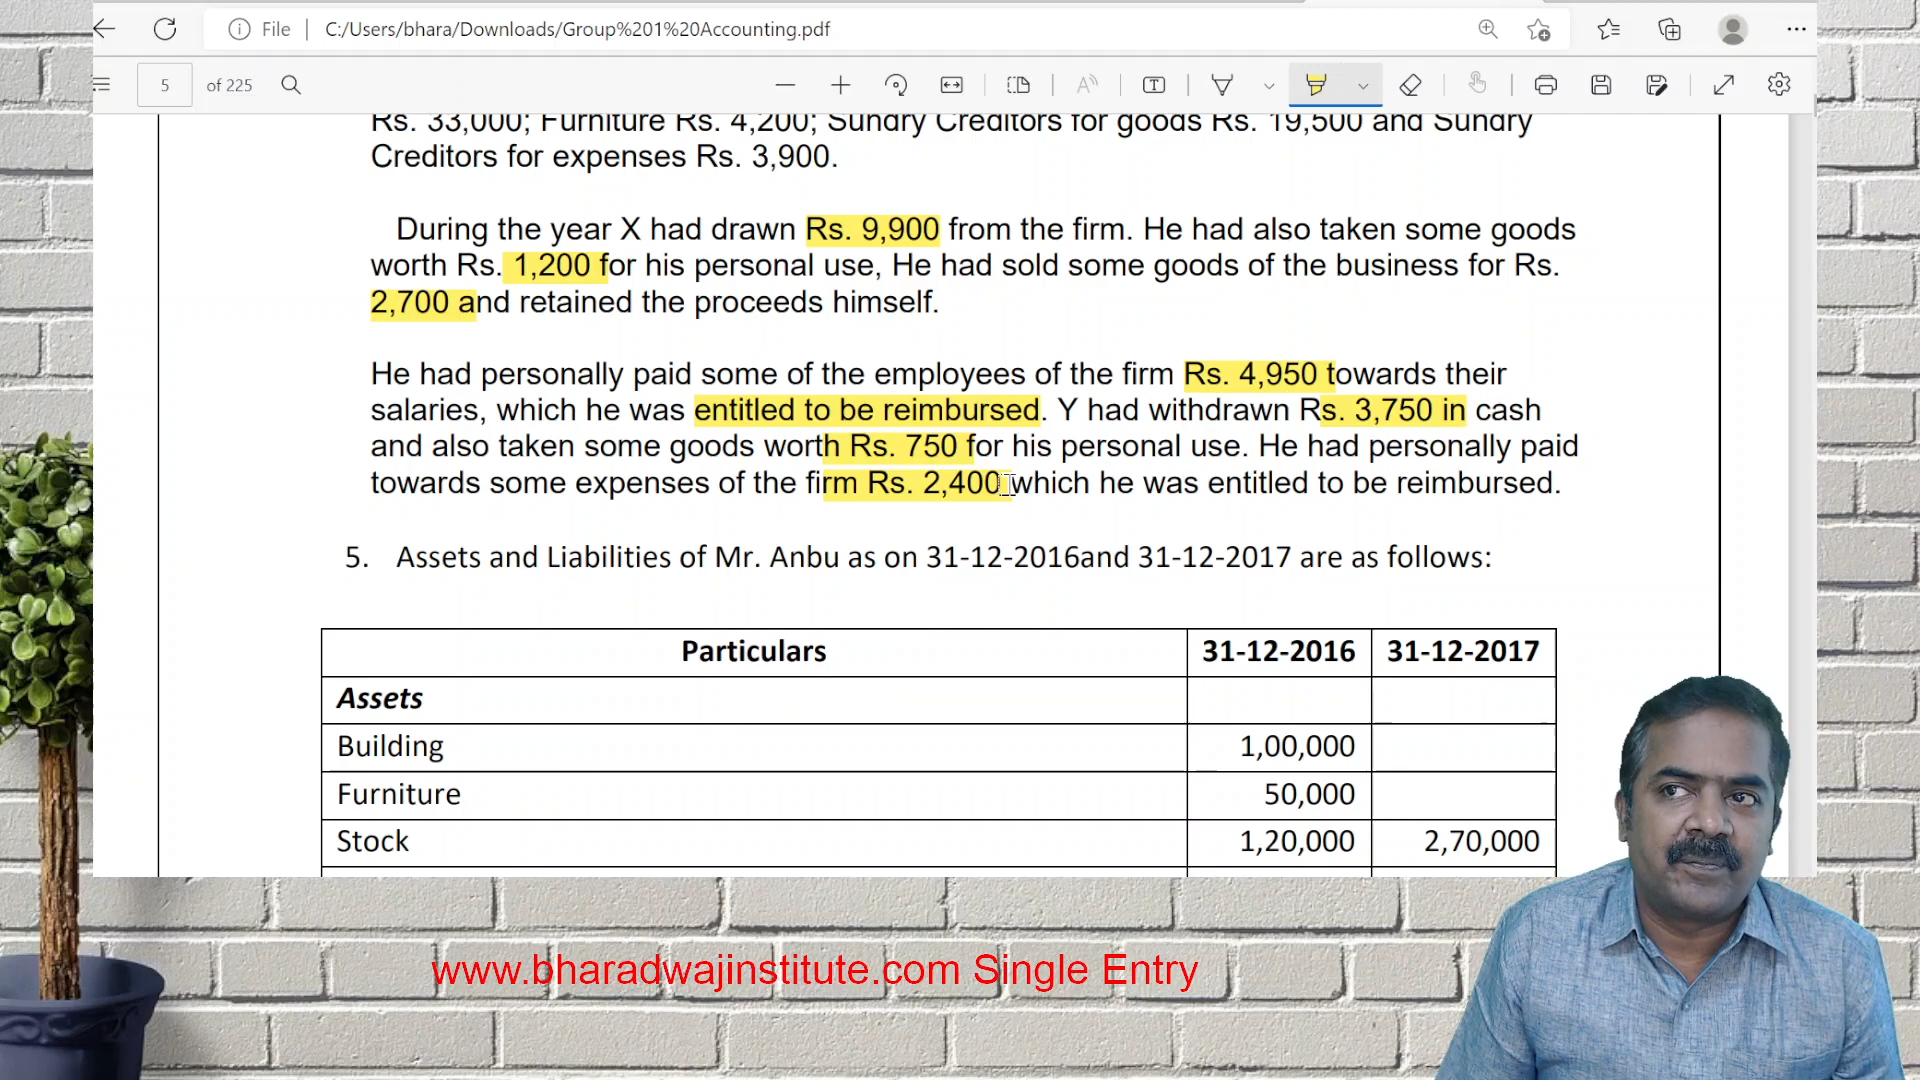 File
C:/Users/bhara/Downloads/Group%201%20Accounting.pdf
5 of 225
Rs. 33,000; Furniture Rs. 4,200; Sundry Creditors for goods Rs. 19,500 and Sundry
Creditors for expenses Rs. 3,900.
During the year X had drawn Rs. 9,900 from the firm. He had also taken some goods
worth Rs. 1,200 for his personal use, He had sold some goods of the business for Rs.
2,700 and retained the proceeds himself.
He had personally paid some of the employees of the firm Rs. 4,950 towards their
salaries, which he was entitled to be reimbursed. Y had withdrawn Rs. 3,750 in cash
and also taken some goods worth Rs. 750 for his personal use. He had personally paid
towards some expenses of the firm Rs. 2,400 which he was entitled to be reimbursed.
5. Assets and Liabilities of Mr. Anbu as on 31-12-2016and 31-12-2017 are as follows:
Particulars 31-12-2016 31-12-2017
Assets
Building 1,00,000
Furniture 50,000
Stock 1,20,000 2,70,000
www.bharadwajinstitute.com Single Entry